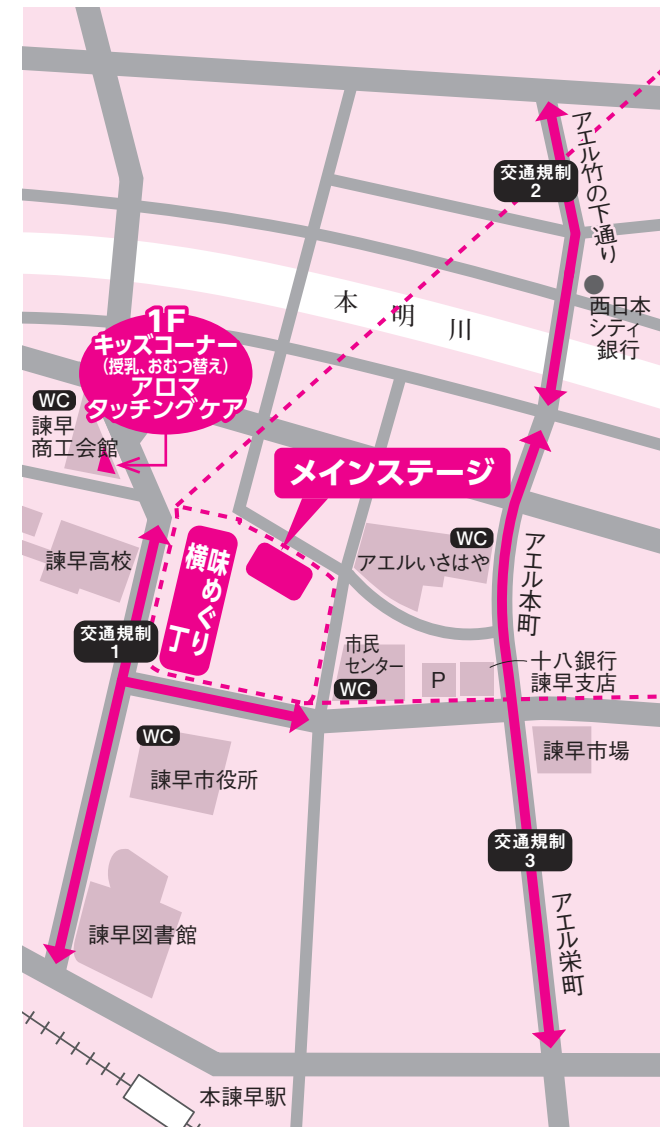 アエル竹の下通り
交通規制
2
西日本
シティ
銀行
本明川
1F
キッズコーナー
(授乳、おむつ替え)
アロマ
タッチングケア
WC
諫早
商工会館
メインステージ
味めぐり
横丁
諫早高校
交通規制
1
WC
アエルいさはや
アエル本町
市民
センター
WC
P
十八銀行
諫早支店
WC
諫早市役所
諫早市場
交通規制
3
アエル栄町
諫早図書館
本諫早駅